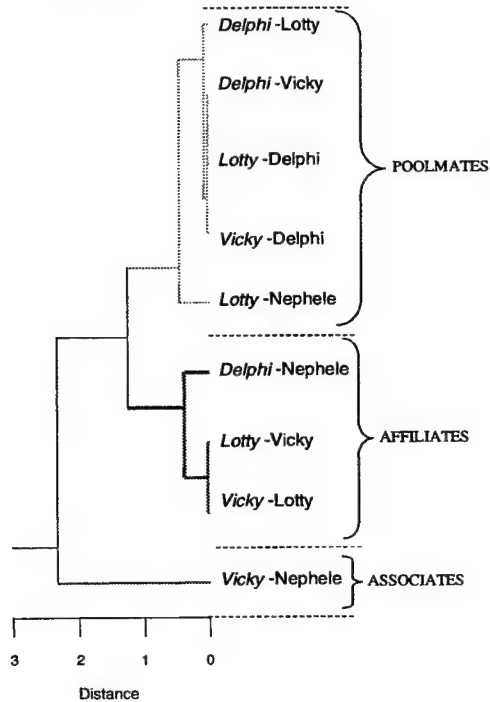 Delphi-Lotty
Delphi-Vicky
Lotty-Delphi
POOLMATES
Vicky-Delphi
Lotty-Nephele
Delphi-Nephele
Lotty-Vicky
AFFILIATES
Vicky-Lotty
Vicky-Nephele
ASSOCIATES
3 2 1 0
Distance